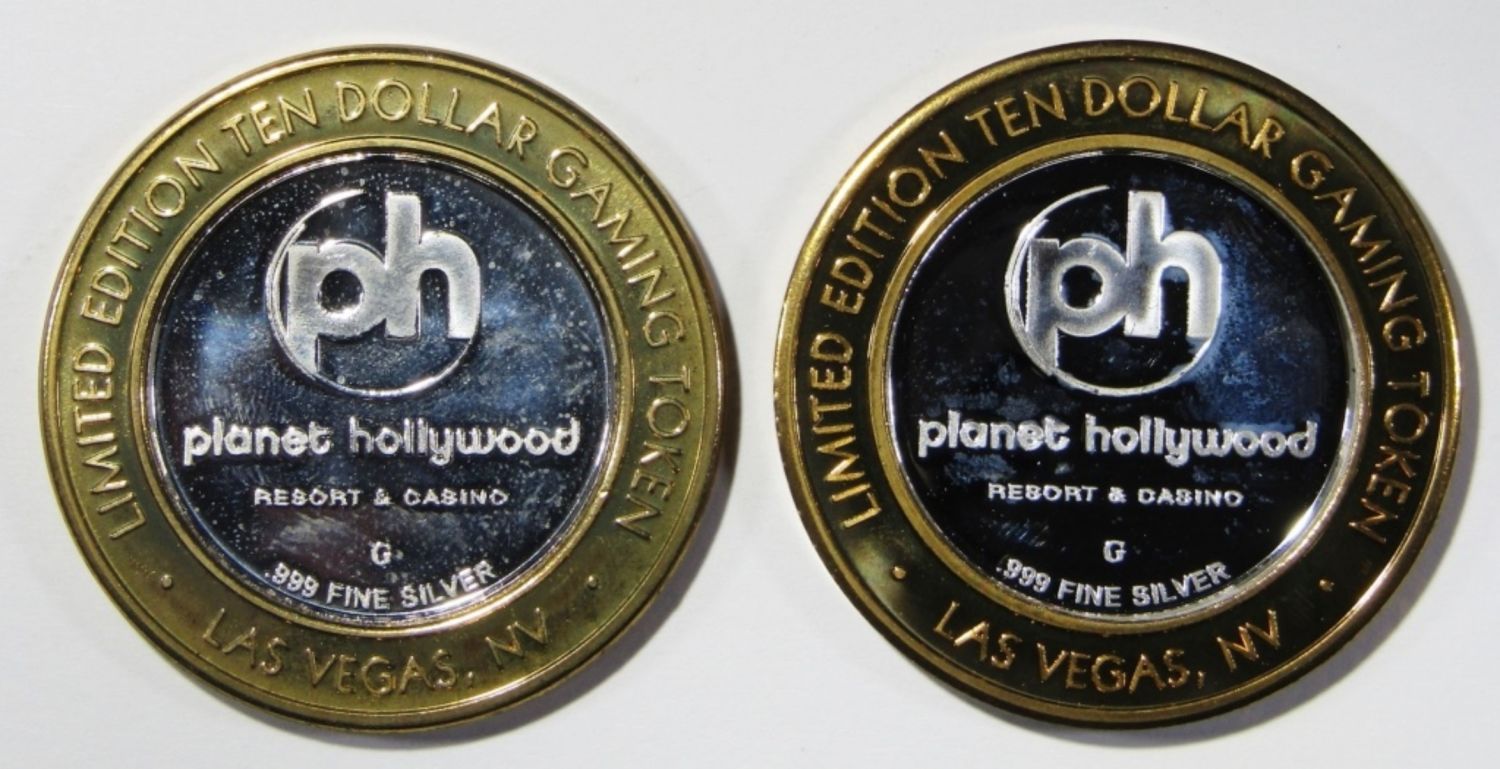 LIMITED EDITION TEN DOLLAR GAMING TOKEN
ph
planet hollywood
RESORT & CASINO
G
.999 FINE SILVER
• LAS VEGAS, NV •
LIMITED EDITION TEN DOLLAR GAMING TOKEN
ph
planet hollywood
RESORT & CASINO
G
.999 FINE SILVER
• LAS VEGAS, NV •